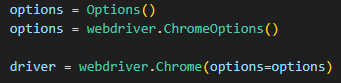 options = Options()
options = webdriver.ChromeOptions()
driver = webdriver.Chrome(options=options)